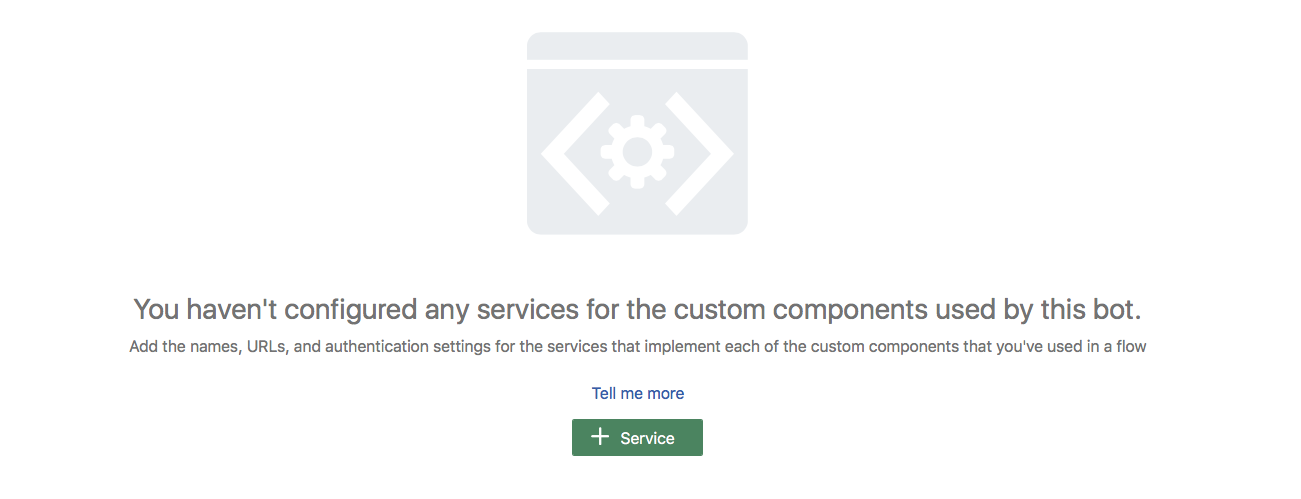 You haven't configured any services for the custom components used by this bot.
Add the names, URLs, and authentication settings for the services that implement each of the custom components that you've used in a flow
Tell me more
+ Service